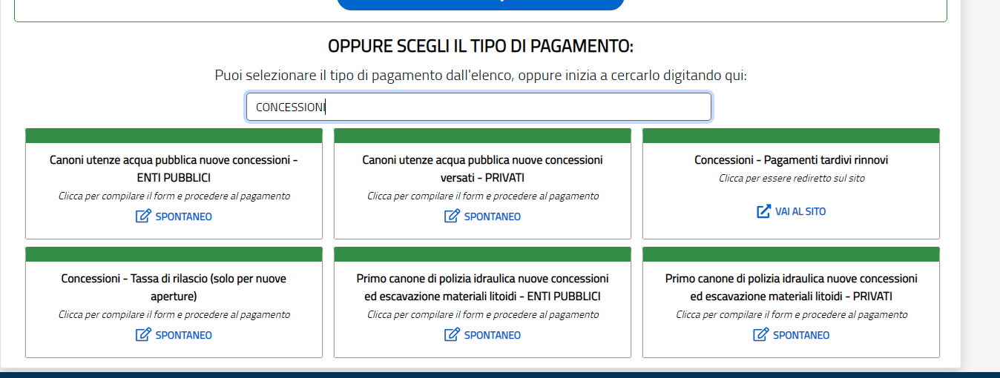 OPPURE SCEGLI IL TIPO DI PAGAMENTO:
Puoi selezionare il tipo di pagamento dall'elenco, oppure inizia a cercarlo digitando qui:
CONCESSIONI
Canoni utenze acqua pubblica nuove concessioni -
ENTI PUBBLICI
Clicca per compilare il form e procedere al pagamento
SPONTANEO
Canoni utenze acqua pubblica nuove concessioni
versati - PRIVATI
Clicca per compilare il form e procedere al pagamento
SPONTANEO
Concessioni - Pagamenti tardivi rinnovi
Clicca per essere rediretto sul sito
VAI AL SITO
Concessioni - Tassa di rilascio (solo per nuove
aperture)
Clicca per compilare il form e procedere al pagamento
SPONTANEO
Primo canone di polizia idraulica nuove concessioni
ed escavazione materiali litoidi - ENTI PUBBLICI
Clicca per compilare il form e procedere al pagamento
SPONTANEO
Primo canone di polizia idraulica nuove concessioni
ed escavazione materiali litoidi - PRIVATI
Clicca per compilare il form e procedere al pagamento
SPONTANEO